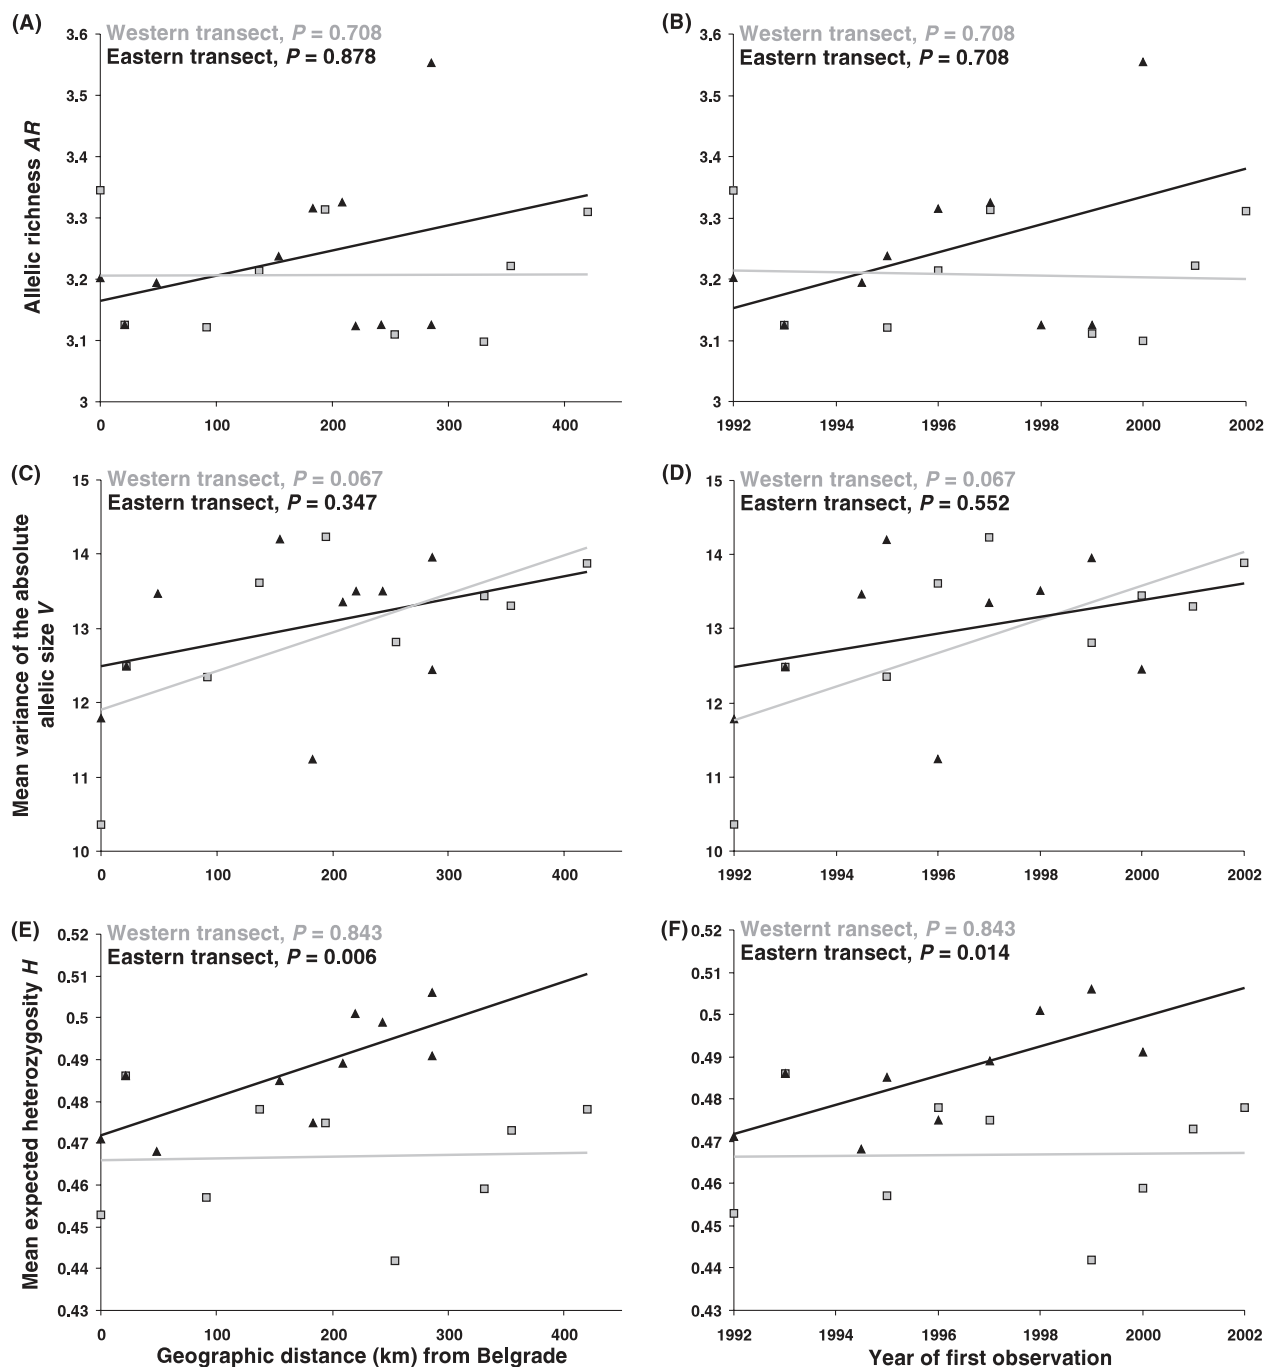 (A)
Western transect, P = 0.708
Eastern transect, P = 0.878
3.6
3.5
3.4
3.3
3.2
3.1
3
Allelic richness AR
0 100 200 300 400
(B)
Western transect, P = 0.708
Eastern transect, P = 0.708
3.6
3.5
3.4
3.3
3.2
3.1
3
1992 1994 1996 1998 2000 2002
(C)
Western transect, P = 0.067
Eastern transect, P = 0.347
15
14
13
12
11
10
Mean variance of the absolute
allelic size V
0 100 200 300 400
(D)
Western transect, P = 0.067
Eastern transect, P = 0.552
15
14
13
12
11
10
1992 1994 1996 1998 2000 2002
(E)
Western transect, P = 0.843
Eastern transect, P = 0.006
0.52
0.51
0.5
0.49
0.48
0.47
0.46
0.45
0.44
0.43
Mean expected heterozygosity H
0 100 200 300 400
Geographic distance (km) from Belgrade
(F)
Westernt ransect, P = 0.843
Eastern transect, P = 0.014
0.52
0.51
0.5
0.49
0.48
0.47
0.46
0.45
0.44
0.43
1992 1994 1996 1998 2000 2002
Year of first observation